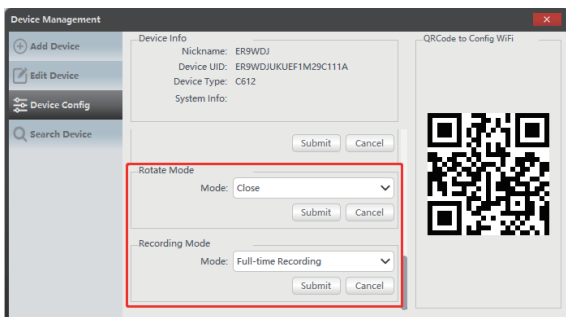 Device Management
Add Device
Edit Device
Device Config
Search Device
Device Info
Nickname: ER9WDJ
Device UID: ER9WDJUKUEF1M29C111A
Device Type: C612
System Info:
Submit Cancel
Rotate Mode
Mode: Close
Submit Cancel
Recording Mode
Mode: Full-time Recording
Submit Cancel
QRCode to Config WiFi